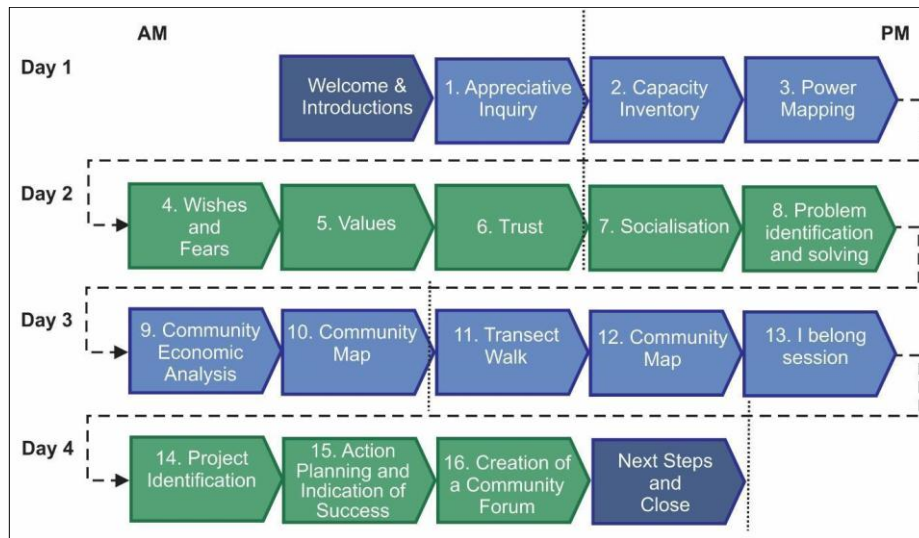 AM
PM
Day 1
Welcome &
Introductions
1. Appreciative
Inquiry
2. Capacity
Inventory
3. Power
Mapping
Day 2
4. Wishes
and
Fears
5. Values
6. Trust
7. Socialisation
8. Problem
identification
and solving
Day 3
9. Community
Economic
Analysis
10. Community
Map
11. Transect
Walk
12. Community
Map
13. I belong
session
Day 4
14. Project
Identification
15. Action
Planning and
Indication of
Success
16. Creation of
a Community
Forum
Next Steps
and
Close